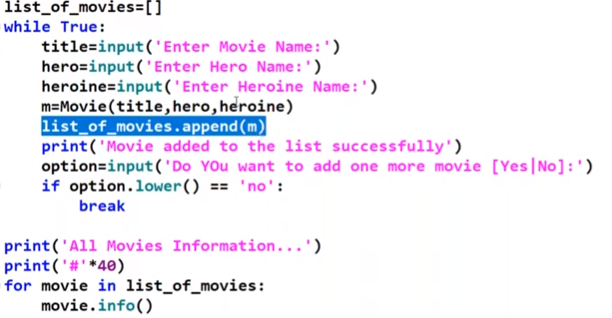 list_of_movies=[]
while True:
    title=input('Enter Movie Name:')
    hero=input('Enter Hero Name:')
    heroine=input('Enter Heroine Name:')
    m=Movie(title,hero,heroine)
    list_of_movies.append(m)
    print('Movie added to the list successfully')
    option=input('Do YOu want to add one more movie [Yes|No]:')
    if option.lower() == 'no':
        break
print('All Movies Information...')
print('#'*40)
for movie in list_of_movies:
    movie.info()